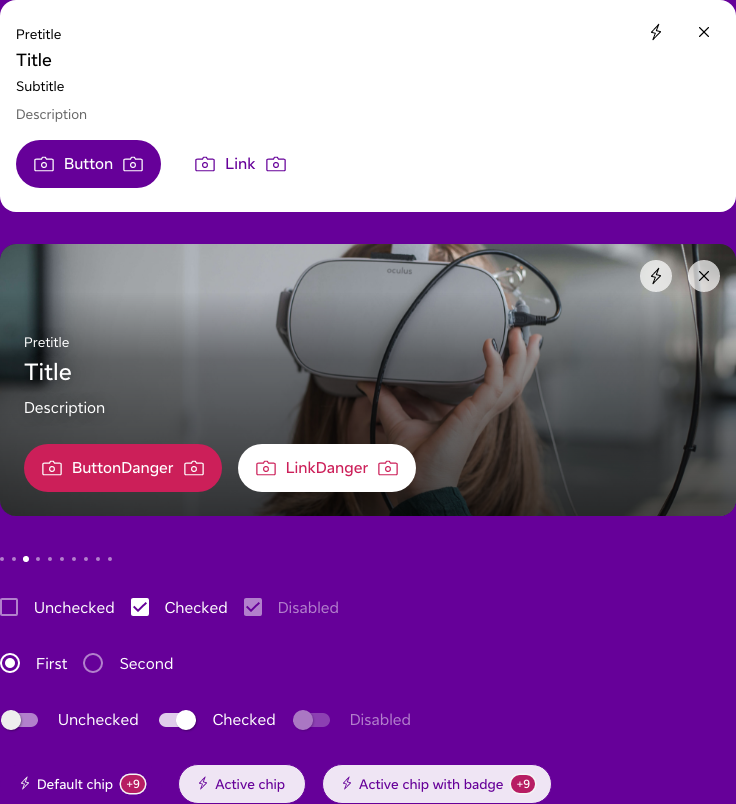 Pretitle
Title
Subtitle
Description
Button
Link
oculus
Pretitle
Title
Description
ButtonDanger
LinkDanger
Unchecked
Checked
Disabled
First
Second
Unchecked
Checked
Disabled
Default chip +9
Active chip
Active chip with badge +9